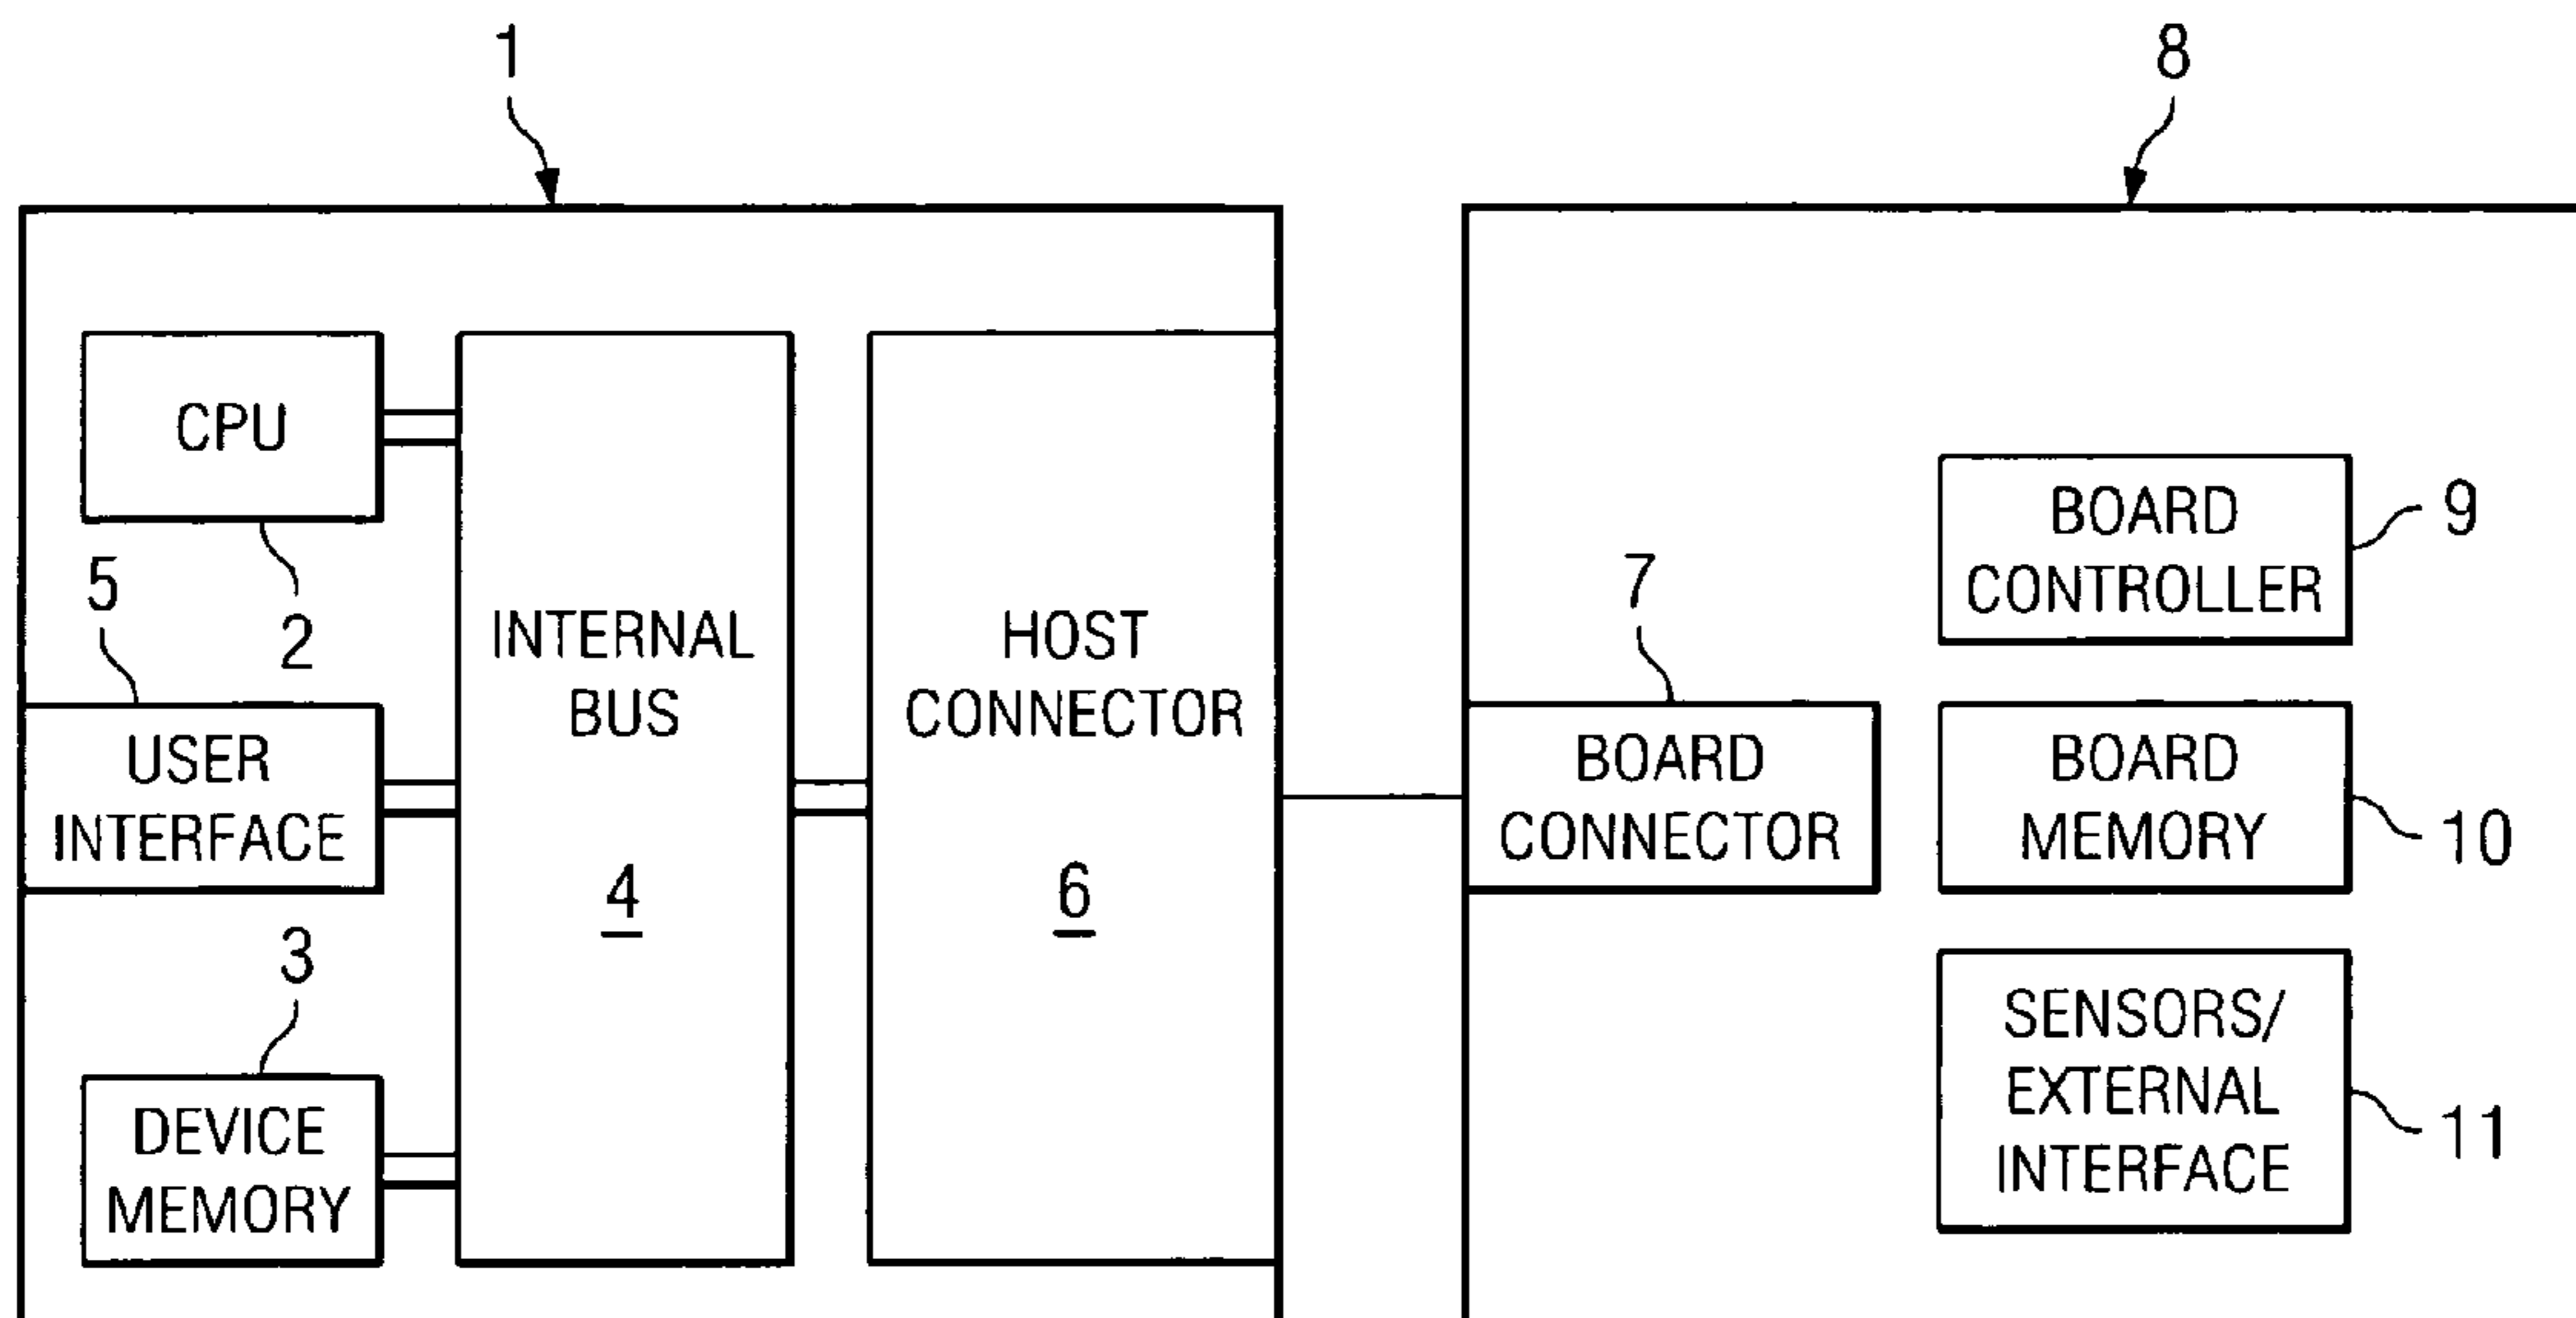 1
8
CPU
2
5
USER
INTERFACE
3
DEVICE
MEMORY
INTERNAL
BUS
4
HOST
CONNECTOR
6
7
BOARD
CONNECTOR
BOARD
CONTROLLER
9
BOARD
MEMORY
10
SENSORS/
EXTERNAL
INTERFACE
11